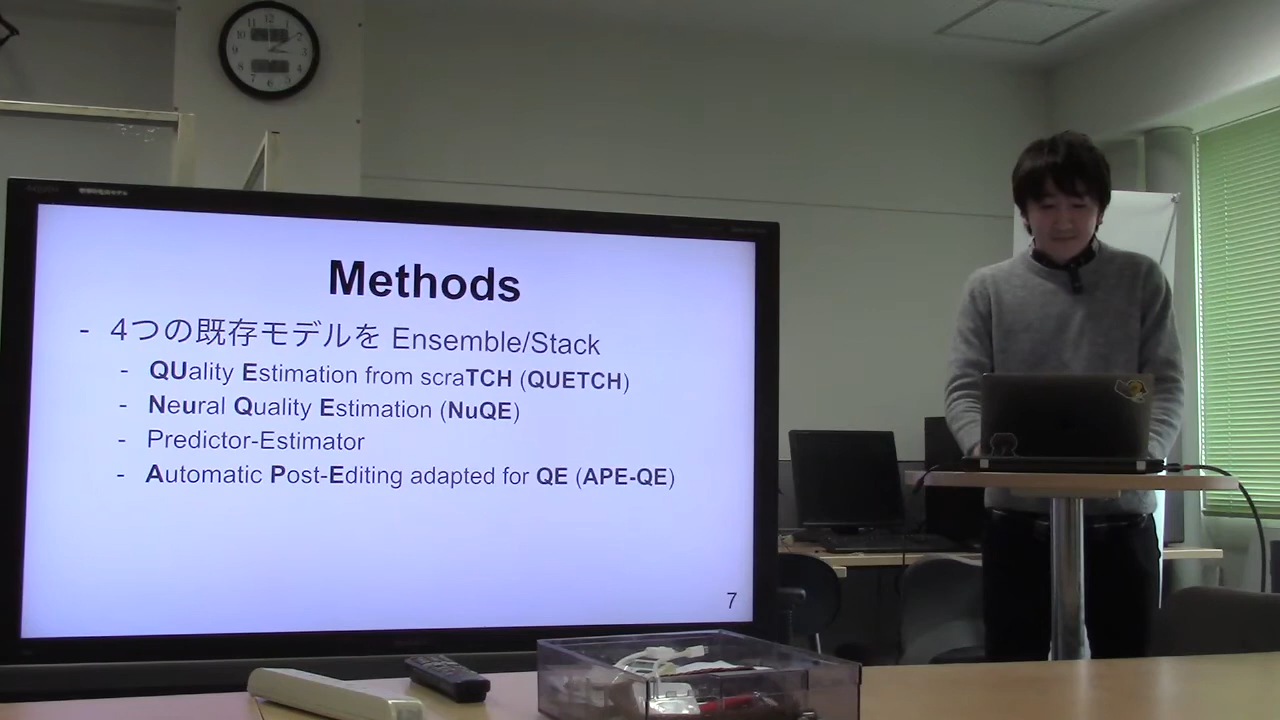 Methods
- 4つの既存モデルを Ensemble/Stack
- QUality Estimation from scraTCH (QUETCH)
- Neural Quality Estimation (NuQE)
- Predictor-Estimator
- Automatic Post-Editing adapted for QE (APE-QE)
7